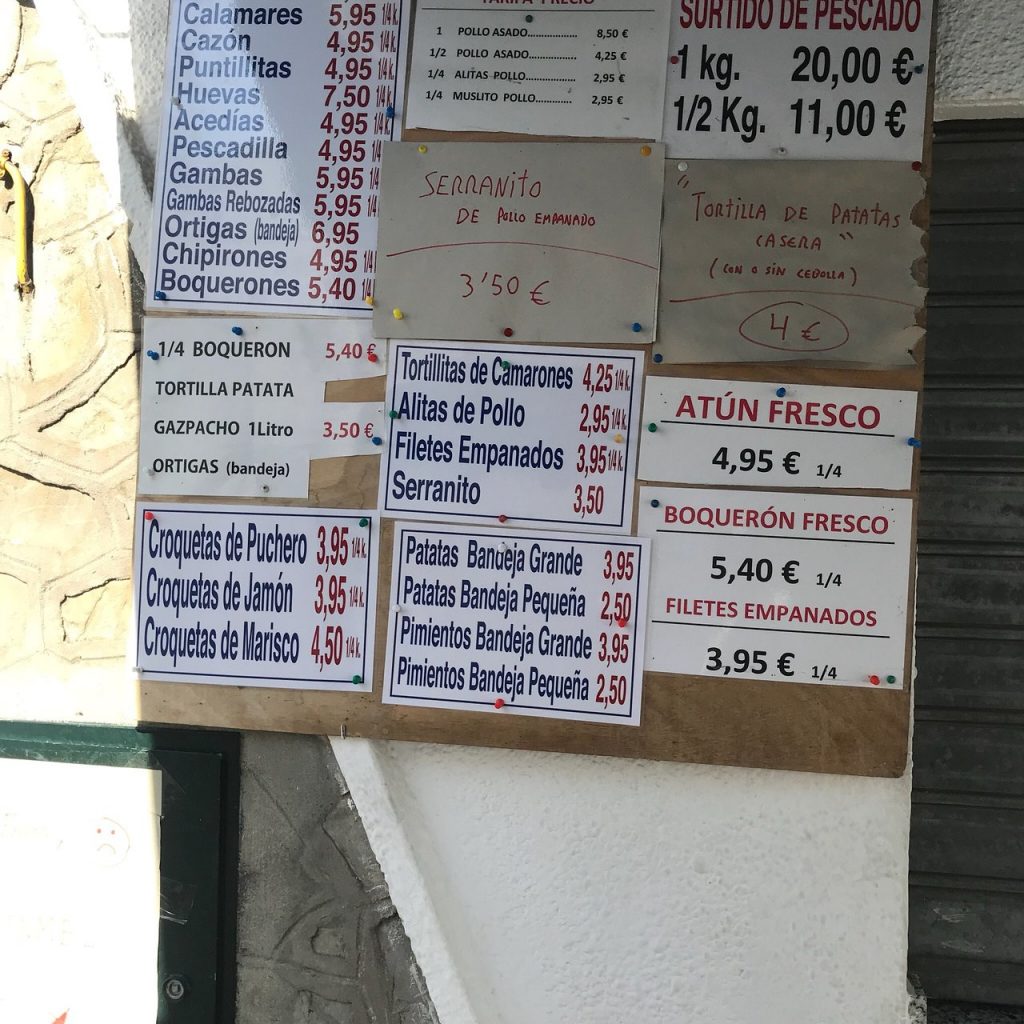 Calamares 5,95 1/4 k.
Cazón 4,95 1/4 k.
Puntillitas 4,95 1/4 k.
Huevas 7,50 1/4 k.
Acedías 4,95 1/4
Pescadilla 4,95 1/4
Gambas 5,95 1/4
Gambas Rebozadas 5,95 1/4
Ortigas (bandeja) 6,95
Chipirones 4,95 1/4
Boquerones 5,40 1/4
TARIFA PRECIO
1 POLLO ASADO.................. 8,50 €
1/2 POLLO ASADO.................. 4,25 €
1/4 ALITAS POLLO................ 2,95 €
1/4 MUSLITO POLLO............. 2,95 €
SURTIDO DE PESCADO
1 kg. 20,00 €
1/2 Kg. 11,00 €
SERRANITO
DE POLLO EMPANADO
3'50 €
"TORTILLA DE PATATAS
CASERA"
(CON O SIN CEBOLLA)
4 €
1/4 BOQUERON 5,40 €
TORTILLA PATATA
GAZPACHO 1Litro 3,50 €
ORTIGAS (bandeja)
Tortillitas de Camarones 4,25 1/4 k.
Alitas de Pollo 2,95 1/4 k.
Filetes Empanados 3,95 1/4 k.
Serranito 3,50
ATÚN FRESCO
4,95 € 1/4
BOQUERÓN FRESCO
5,40 € 1/4
FILETES EMPANADOS
3,95 € 1/4
Croquetas de Puchero 3,95 1/4 k.
Croquetas de Jamón 3,95 1/4 k.
Croquetas de Marisco 4,50 1/4 k.
Patatas Bandeja Grande 3,95
Patatas Bandeja Pequeña 2,50
Pimientos Bandeja Grande 3,95
Pimientos Bandeja Pequeña 2,50